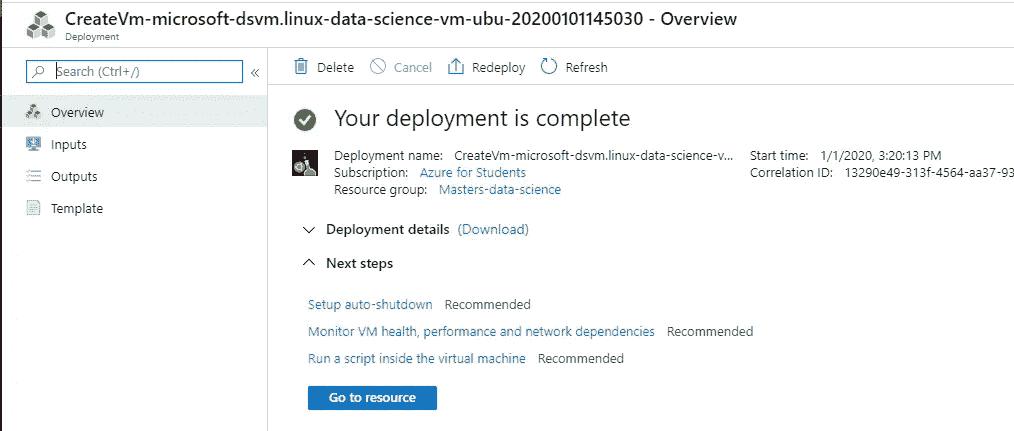 CreateVm-microsoft-dsvm.linux-data-science-vm-ubu-20200101145030 - Overview
Deployment
Search (Ctrl+/)
«
Overview
Inputs
Outputs
Template
Delete Cancel Redeploy Refresh
Your deployment is complete
Deployment name: CreateVm-microsoft-dsvm.linux-data-science-v... Start time: 1/1/2020, 3:20:13 PM
Subscription: Azure for Students Correlation ID: 13290e49-313f-4564-aa37-93
Resource group: Masters-data-science
Deployment details (Download)
Next steps
Setup auto-shutdown Recommended
Monitor VM health, performance and network dependencies Recommended
Run a script inside the virtual machine Recommended
Go to resource